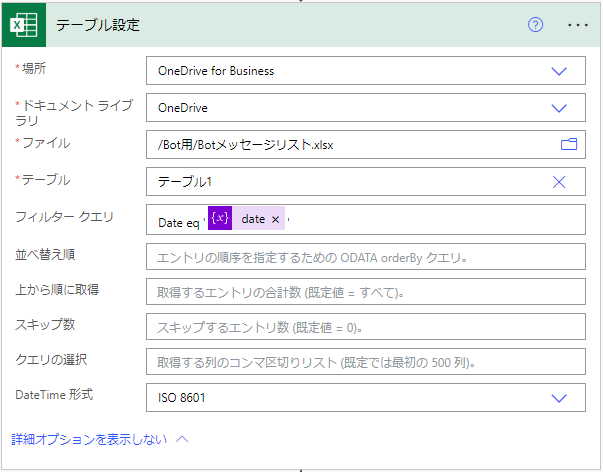 テーブル設定
*場所
OneDrive for Business
*ドキュメント ライブ
ラリ
OneDrive
*ファイル
/Bot用/Botメッセージリスト.xlsx
*テーブル
テーブル1
フィルター クエリ
Date eq ' {x} date × '
並べ替え順
エントリの順序を指定するための ODATA orderBy クエリ。
上から順に取得
取得するエントリの合計数 (既定値 = すべて)。
スキップ数
スキップするエントリ数 (既定値 = 0)。
クエリの選択
取得する列のコンマ区切りリスト (既定では最初の 500 列)。
DateTime 形式
ISO 8601
詳細オプションを表示しない